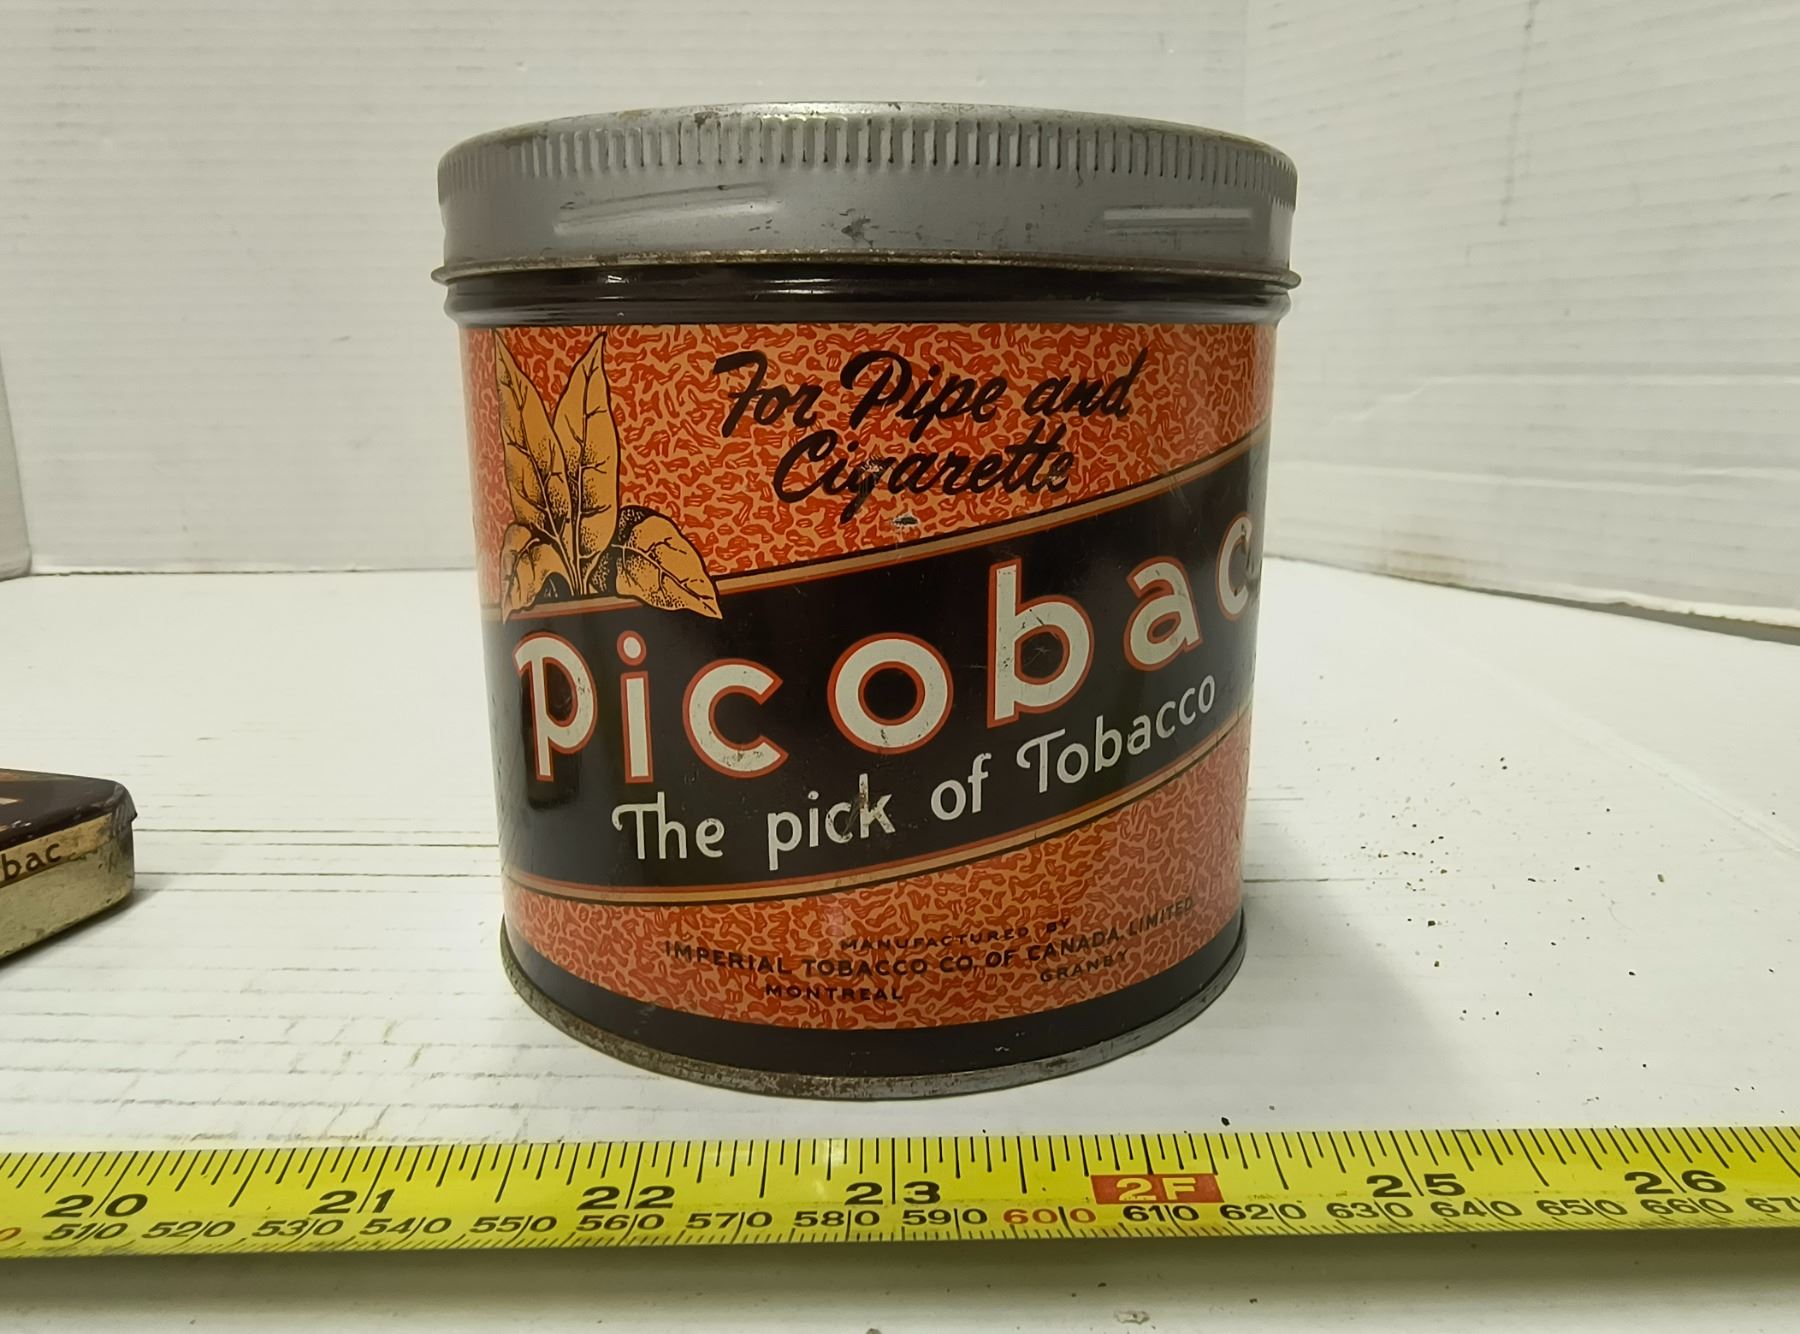 For Pipe and
Cigarette
Picobac
The pick of Tobacco
MANUFACTURED BY
IMPERIAL TOBACCO CO. OF CANADA, LIMITED
MONTREAL GRANBY
bac
20 21 22 23 2F 25 26
510 520 530 540 550 560 570 580 590 600 610 620 630 640 650 660